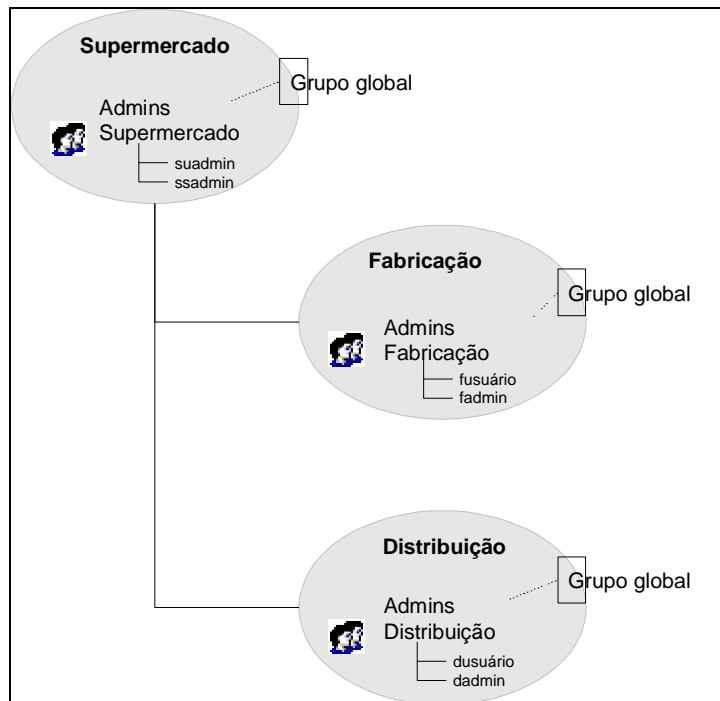 Supermercado
Grupo global
Admins
Supermercado
suadmin
ssadmin
Fabricação
Grupo global
Admins
Fabricação
fusuário
fadmin
Distribuição
Grupo global
Admins
Distribuição
dusuário
dadmin